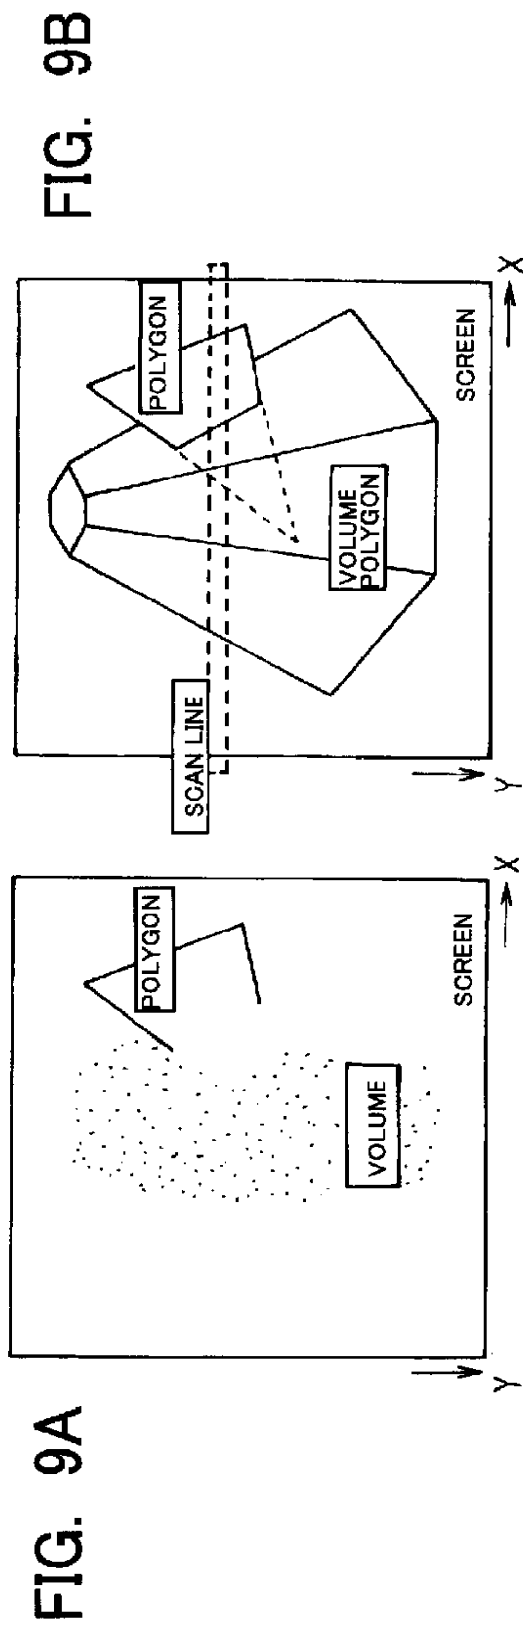 FIG. 9A
POLYGON
VOLUME
SCREEN
Y
X
FIG. 9B
POLYGON
SCAN LINE
VOLUME
POLYGON
SCREEN
Y
X